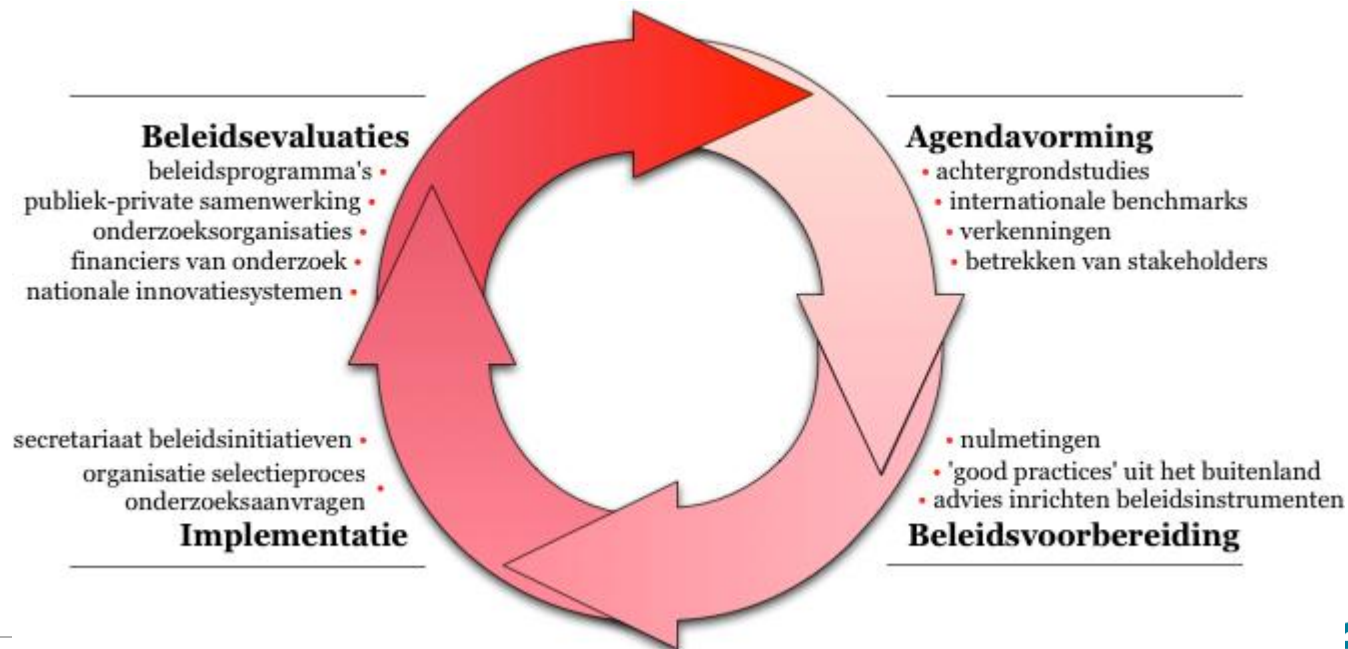 Beleidsevaluaties
beleidsprogramma's •
publiek-private samenwerking •
onderzoeksorganisaties •
financiers van onderzoek •
nationale innovatiesystemen •
Agendavorming
• achtergrondstudies
• internationale benchmarks
• verkenningen
• betrekken van stakeholders
secretariaat beleidsinitiatieven •
organisatie selectieproces
onderzoeksaanvragen •
Implementatie
• nulmetingen
• 'good practices' uit het buitenland
• advies inrichten beleidsinstrumenten
Beleidsvoorbereiding